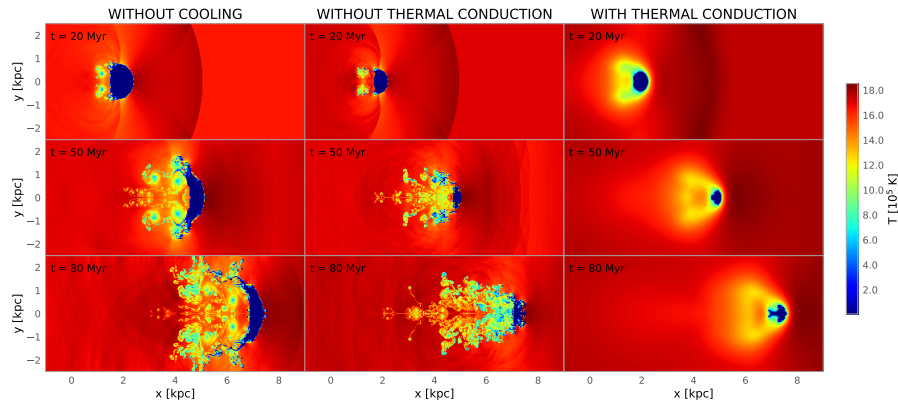 WITHOUT COOLING WITHOUT THERMAL CONDUCTION WITH THERMAL CONDUCTION
t = 20 Myr t = 20 Myr t = 20 Myr
2
1
0
−1
−2
y [kpc]
t = 50 Myr t = 50 Myr t = 50 Myr
2
1
0
−1
−2
y [kpc]
t = 80 Myr t = 80 Myr t = 80 Myr
2
1
0
−1
−2
y [kpc]
0 2 4 6 8 0 2 4 6 8 0 2 4 6 8
x [kpc] x [kpc] x [kpc]
18.0
16.0
14.0
12.0
10.0
8.0
6.0
4.0
2.0
T [10⁵ K]